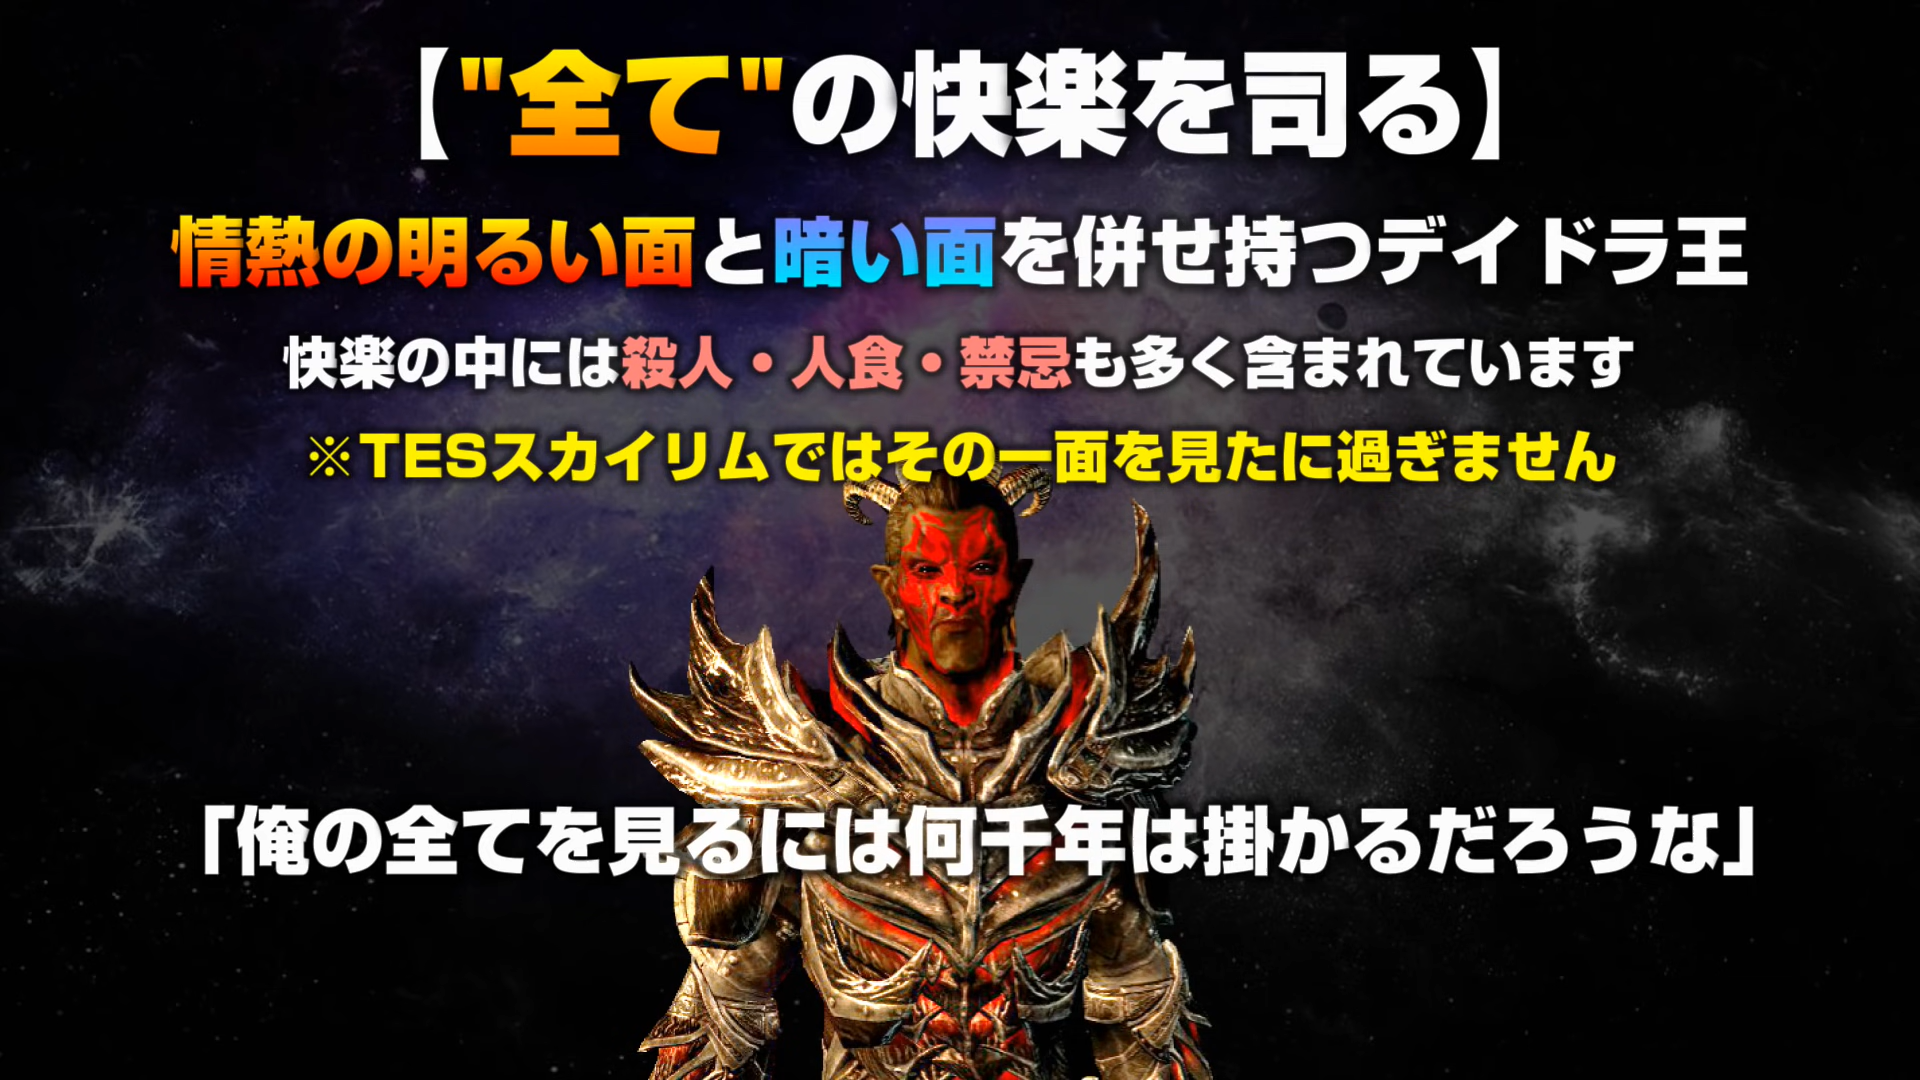 【"全て"の快楽を司る】
情熱の明るい面と暗い面を併せ持つデイドラ王
快楽の中には殺人・人食・禁忌も多く含まれています
※TESスカイリムではその一面を見たに過ぎません
「俺の全てを見るには何千年は掛かるだろうな」